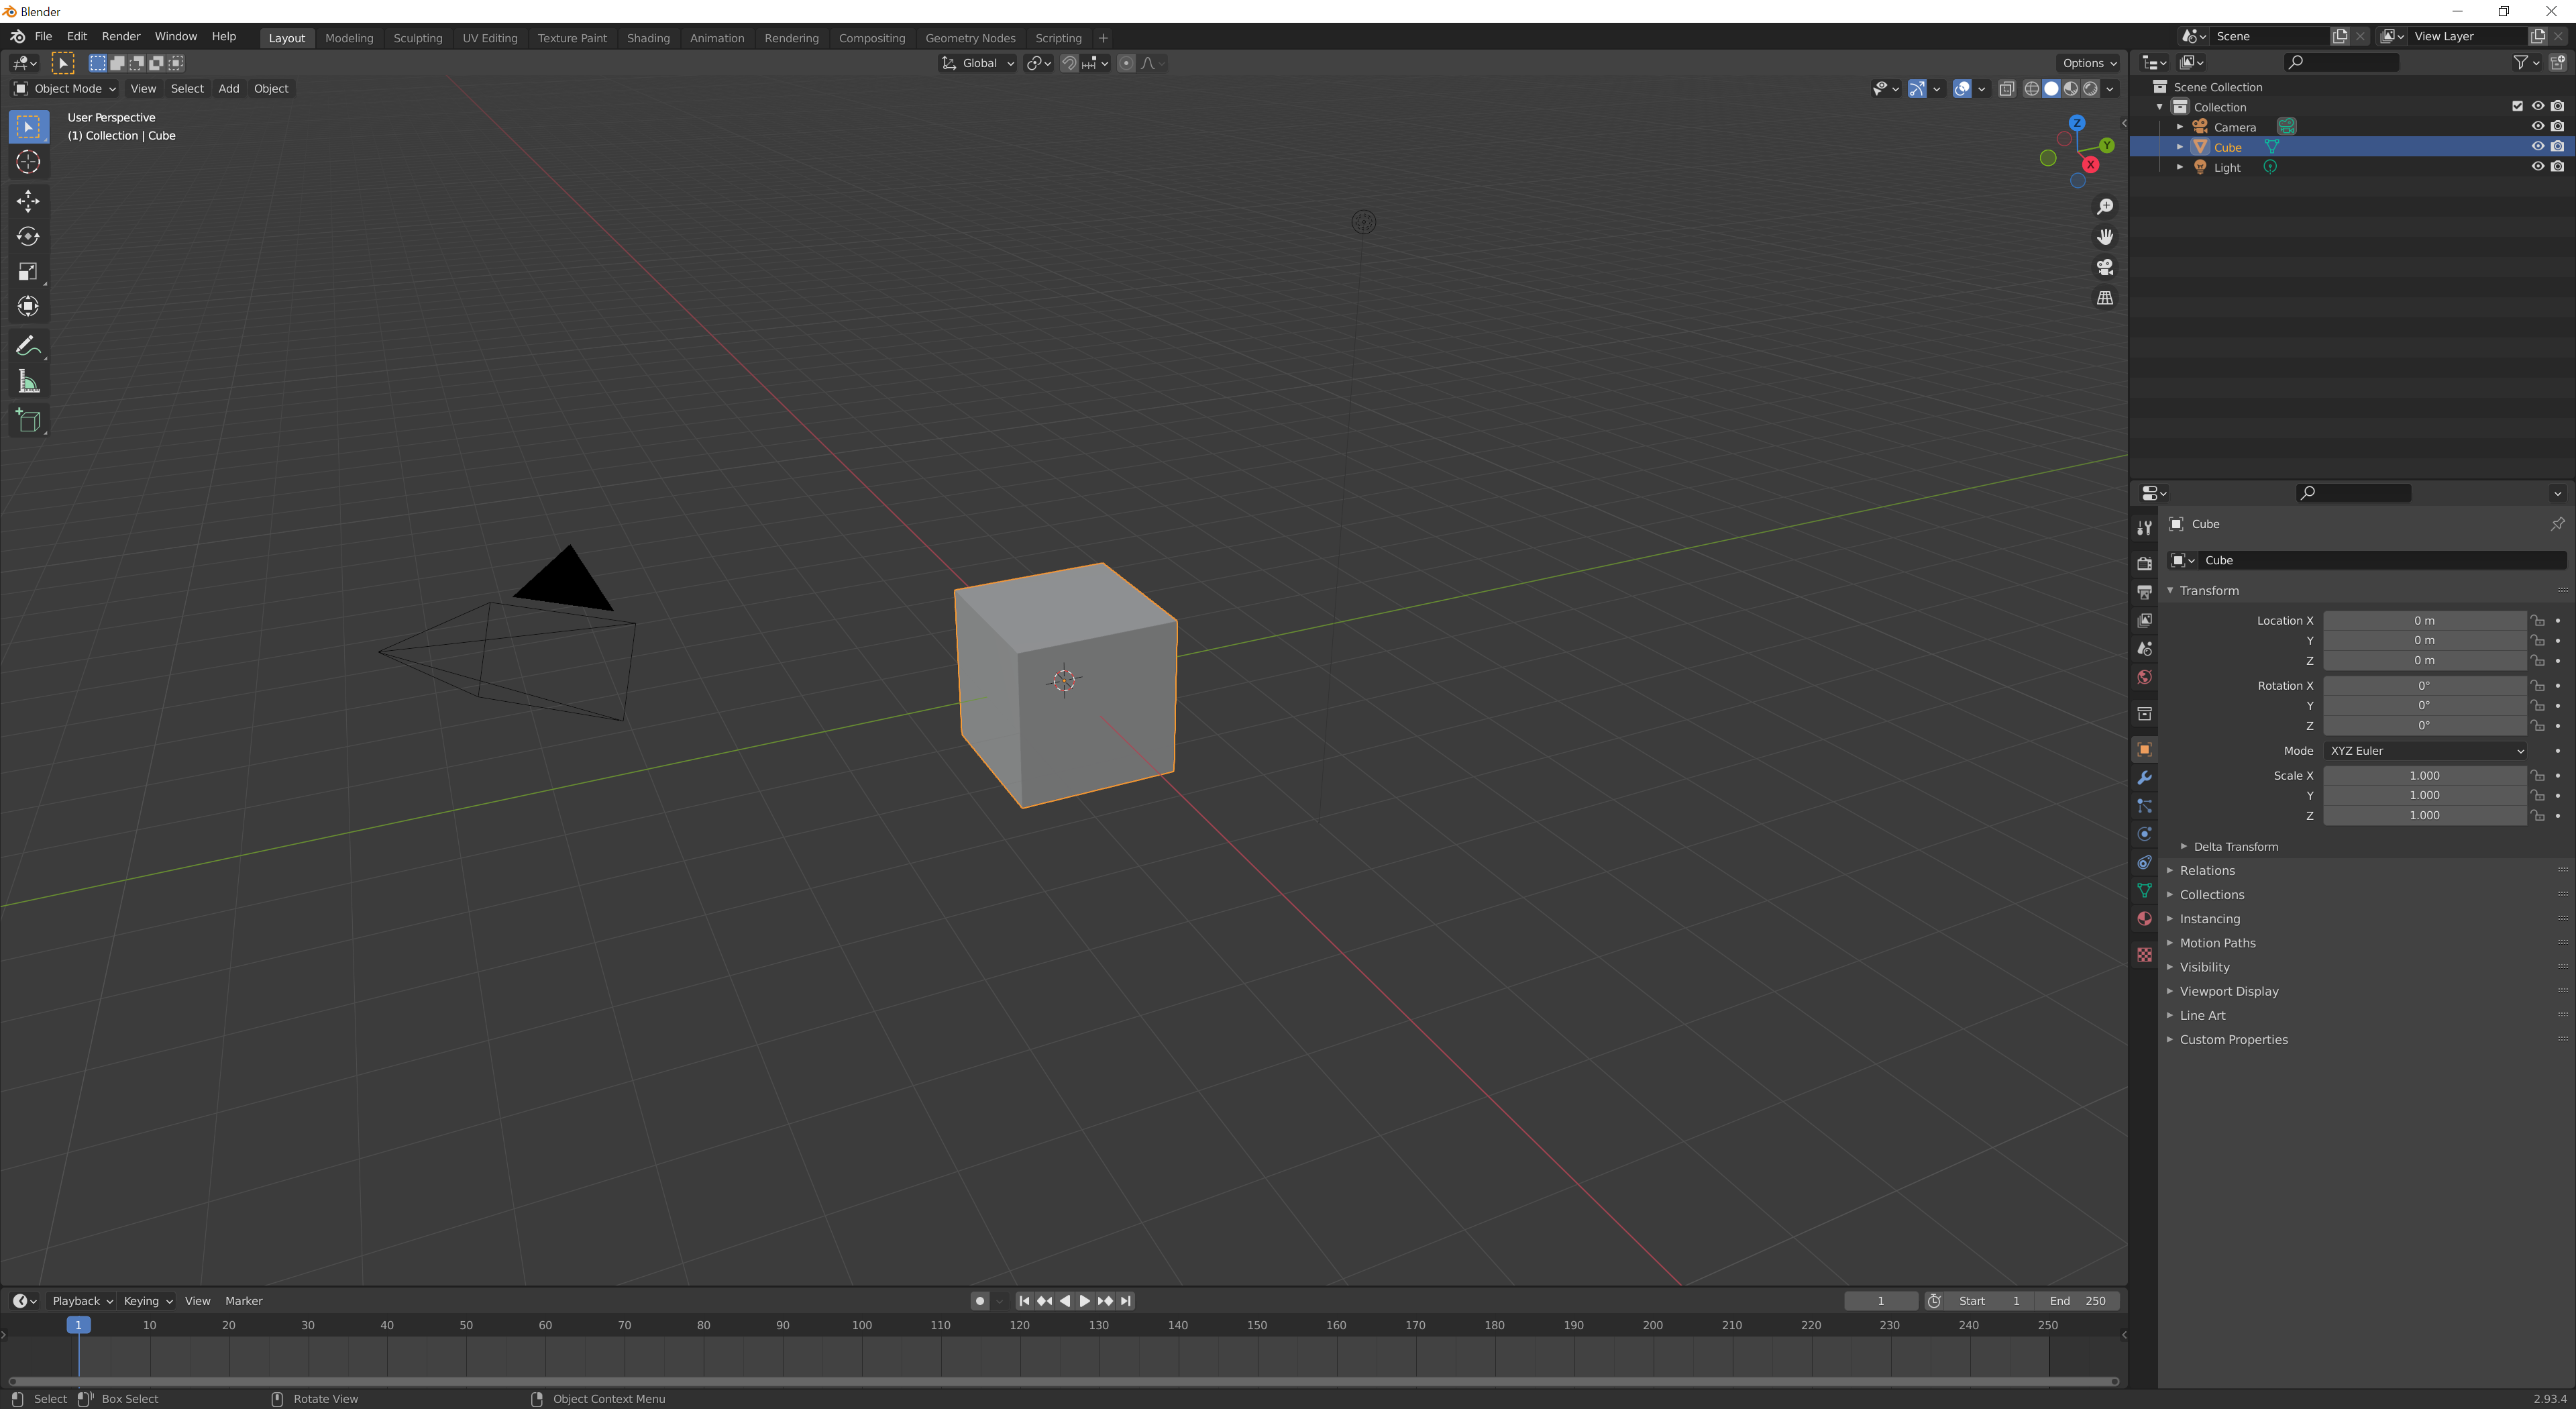 Blender
File Edit Render Window Help Layout Modeling Sculpting UV Editing Texture Paint Shading Animation Rendering Compositing Geometry Nodes Scripting + Scene View Layer
Global Options
Object Mode View Select Add Object
User Perspective
(1) Collection | Cube
Z
Y
X
Scene Collection
Collection
Camera
Cube
Light
Cube
Cube
Transform
Location X 0 m
Y 0 m
Z 0 m
Rotation X 0°
Y 0°
Z 0°
Mode XYZ Euler
Scale X 1.000
Y 1.000
Z 1.000
Delta Transform
Relations
Collections
Instancing
Motion Paths
Visibility
Viewport Display
Line Art
Custom Properties
Playback Keying View Marker 1 Start 1 End 250
1 10 20 30 40 50 60 70 80 90 100 110 120 130 140 150 160 170 180 190 200 210 220 230 240 250
Select Box Select Rotate View Object Context Menu 2.93.4